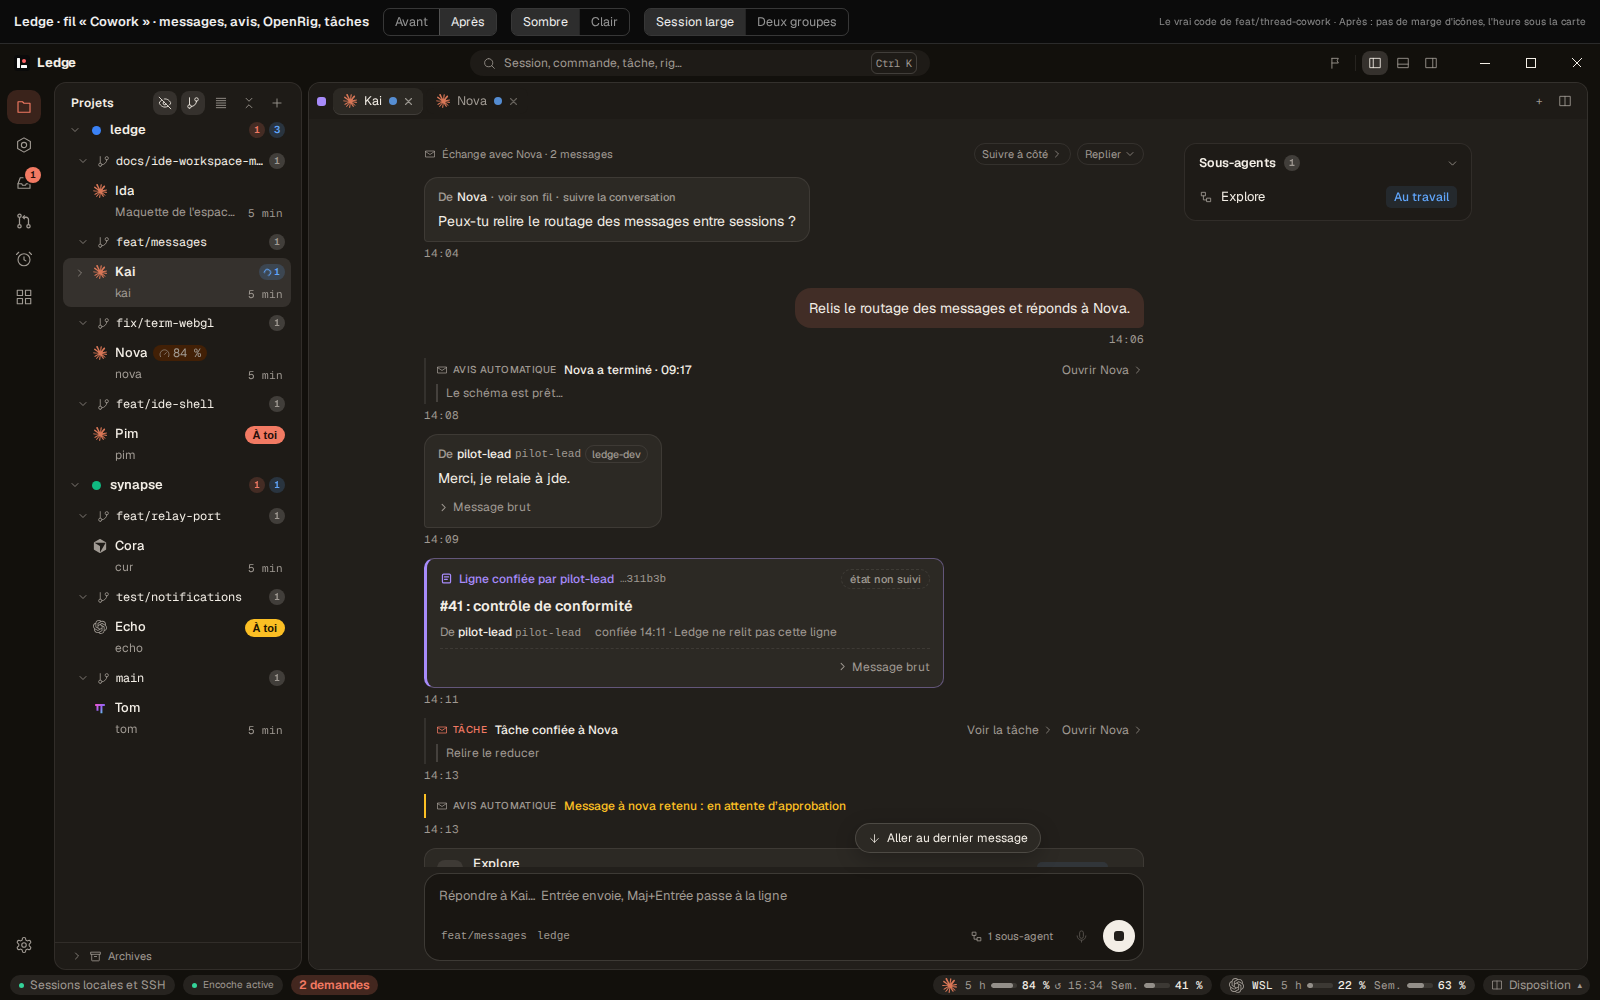 Ledge · fil « Cowork » · messages, avis, OpenRig, tâches
Avant Après Sombre Clair Session large Deux groupes
Le vrai code de feat/thread-cowork · Après : pas de marge d'icônes, l'heure sous la carte
Ledge
Session, commande, tâche, rig… Ctrl K
Projets
ledge 1 3
docs/ide-workspace-m… 1
Ida
Maquette de l'espac… 5 min
feat/messages 1
Kai 1
kai 5 min
fix/term-webgl 1
Nova 84 %
nova 5 min
feat/ide-shell 1
Pim À toi
pim
synapse 1 1
feat/relay-port 1
Cora
cur 5 min
test/notifications 1
Echo À toi
echo
main 1
Tom
tom 5 min
Archives
1
Kai Nova
Échange avec Nova · 2 messages Suivre à côté Replier
De Nova · voir son fil · suivre la conversation
Peux-tu relire le routage des messages entre sessions ?
14:04
Relis le routage des messages et réponds à Nova.
14:06
AVIS AUTOMATIQUE Nova a terminé · 09:17 Ouvrir Nova
Le schéma est prêt…
14:08
De pilot-lead pilot-lead ledge-dev
Merci, je relaie à jde.
Message brut
14:09
Ligne confiée par pilot-lead …311b3b état non suivi
#41 : contrôle de conformité
De pilot-lead pilot-lead confiée 14:11 · Ledge ne relit pas cette ligne
Message brut
14:11
TÂCHE Tâche confiée à Nova Voir la tâche Ouvrir Nova
Relire le reducer
14:13
AVIS AUTOMATIQUE Message à nova retenu : en attente d'approbation
14:13
Aller au dernier message
Explore
Répondre à Kai… Entrée envoie, Maj+Entrée passe à la ligne
feat/messages ledge 1 sous-agent
Sous-agents 1
Explore Au travail
Sessions locales et SSH Encoche active 2 demandes
5 h 84 % ↺ 15:34 Sem. 41 % WSL 5 h 22 % Sem. 63 % Disposition